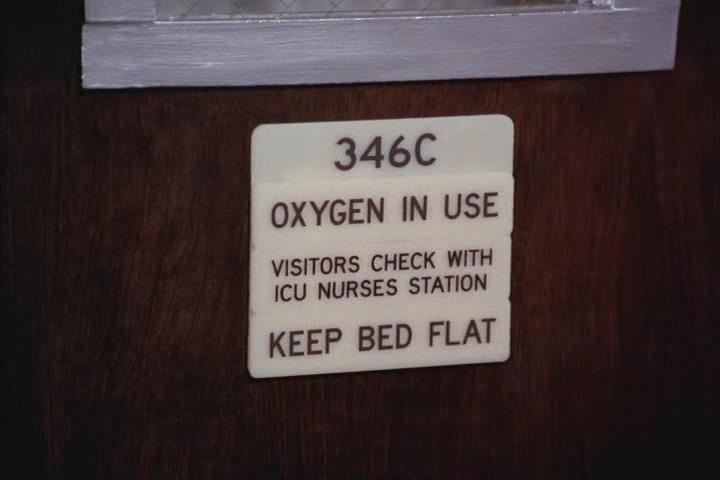 346C
OXYGEN IN USE
VISITORS CHECK WITH
ICU NURSES STATION
KEEP BED FLAT